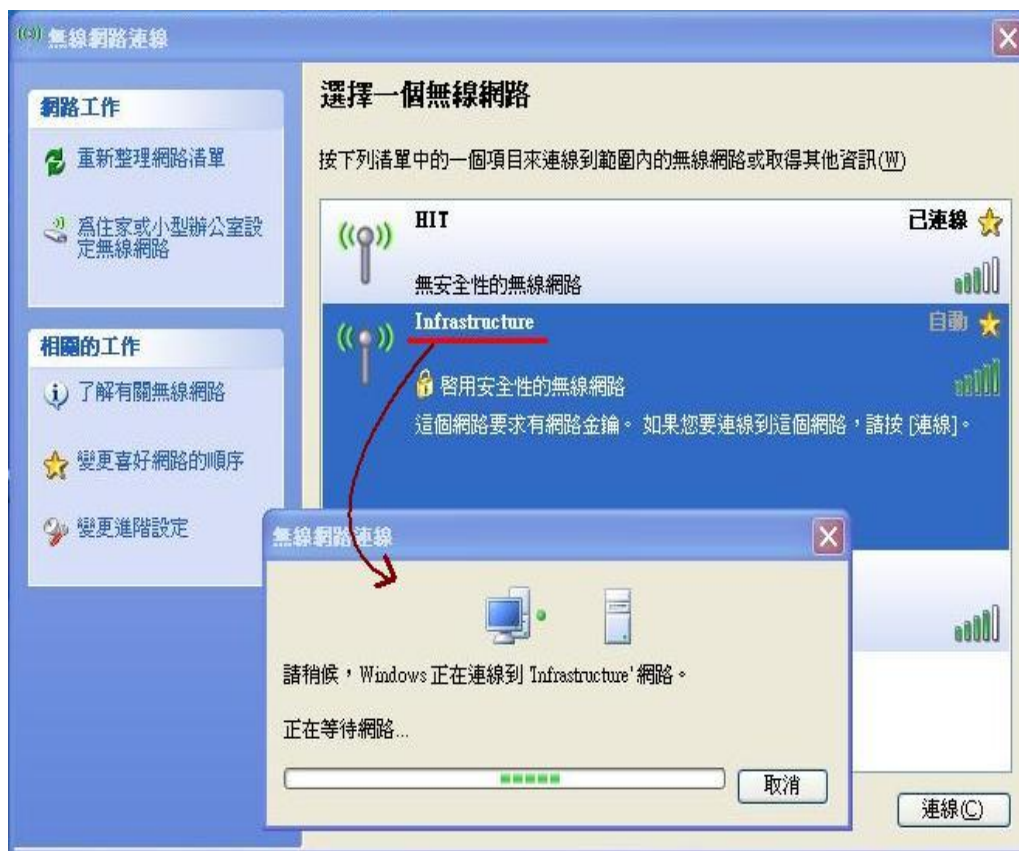 無線網路連線
網路工作
重新整理網路清單
為住家或小型辦公室設
定無線網路
相關的工作
了解有關無線網路
變更喜好網路的順序
變更進階設定
選擇一個無線網路
按下列清單中的一個項目來連線到範圍內的無線網路或取得其他資訊(W)
HIT
已連線
無安全性的無線網路
Infrastructure
自動
啓用安全性的無線網路
這個網路要求有網路金鑰。 如果您要連線到這個網路,請按 [連線]。
無線網路連線
請稍候,Windows 正在連線到 'Infrastructure' 網路。
正在等待網路...
取消
連線(C)